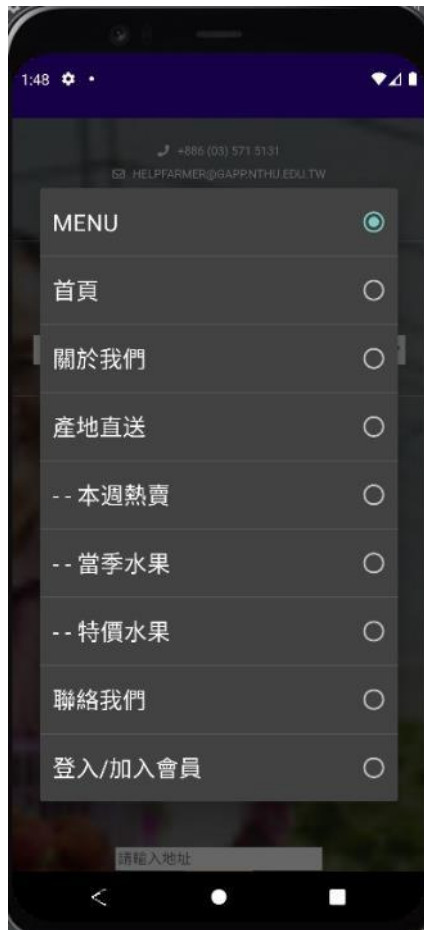 1:48
+886 (03) 571 5131
HELPFARMER@GAPP.NTHU.EDU.TW
MENU
首頁
關於我們
產地直送
- - 本週熱賣
- - 當季水果
- - 特價水果
聯絡我們
登入/加入會員
請輸入地址